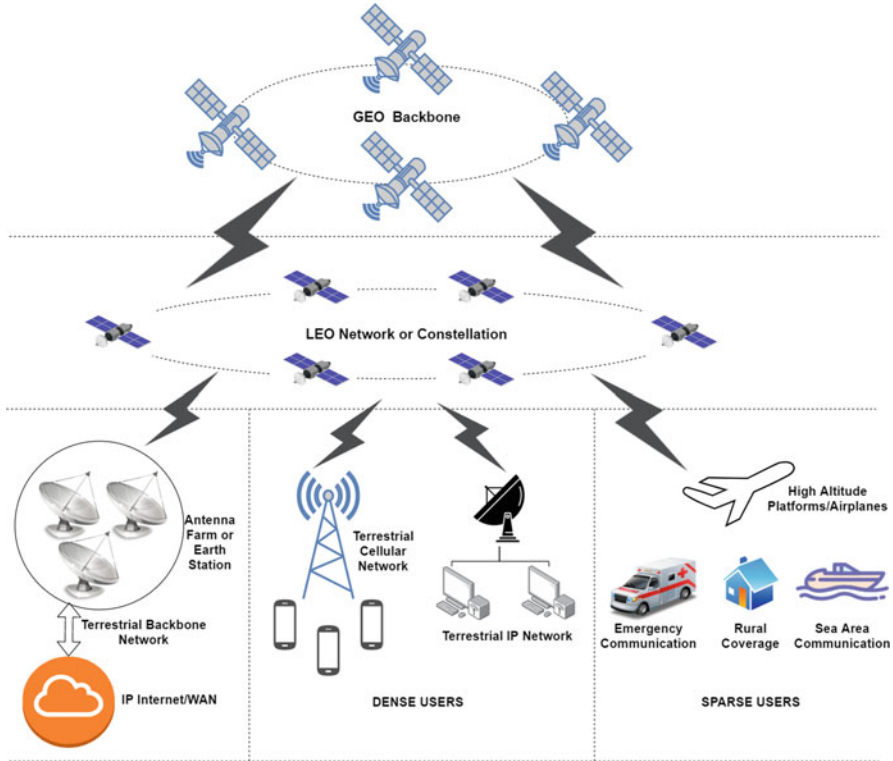 GEO Backbone
LEO Network or Constellation
Antenna
Farm or
Earth
Station
Terrestrial Backbone
Network
IP Internet/WAN
Terrestrial
Cellular
Network
Terrestrial IP Network
DENSE USERS
High Altitude
Platforms/Airplanes
Emergency
Communication
Rural
Coverage
Sea Area
Communication
SPARSE USERS